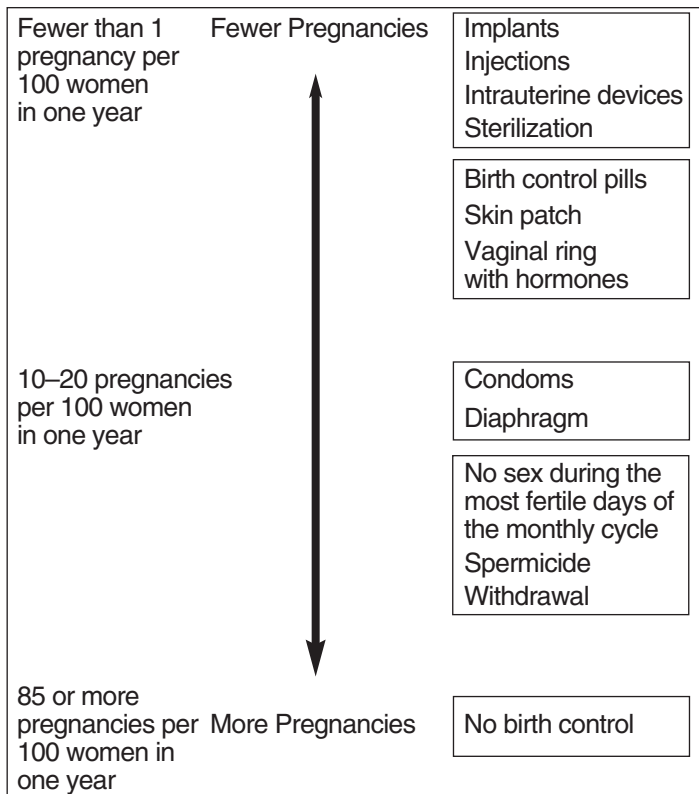 Fewer than 1
pregnancy per
100 women
in one year
Fewer Pregnancies
Implants
Injections
Intrauterine devices
Sterilization
Birth control pills
Skin patch
Vaginal ring
with hormones
10–20 pregnancies
per 100 women
in one year
Condoms
Diaphragm
No sex during the
most fertile days of
the monthly cycle
Spermicide
Withdrawal
85 or more
pregnancies per
100 women in
one year
More Pregnancies
No birth control